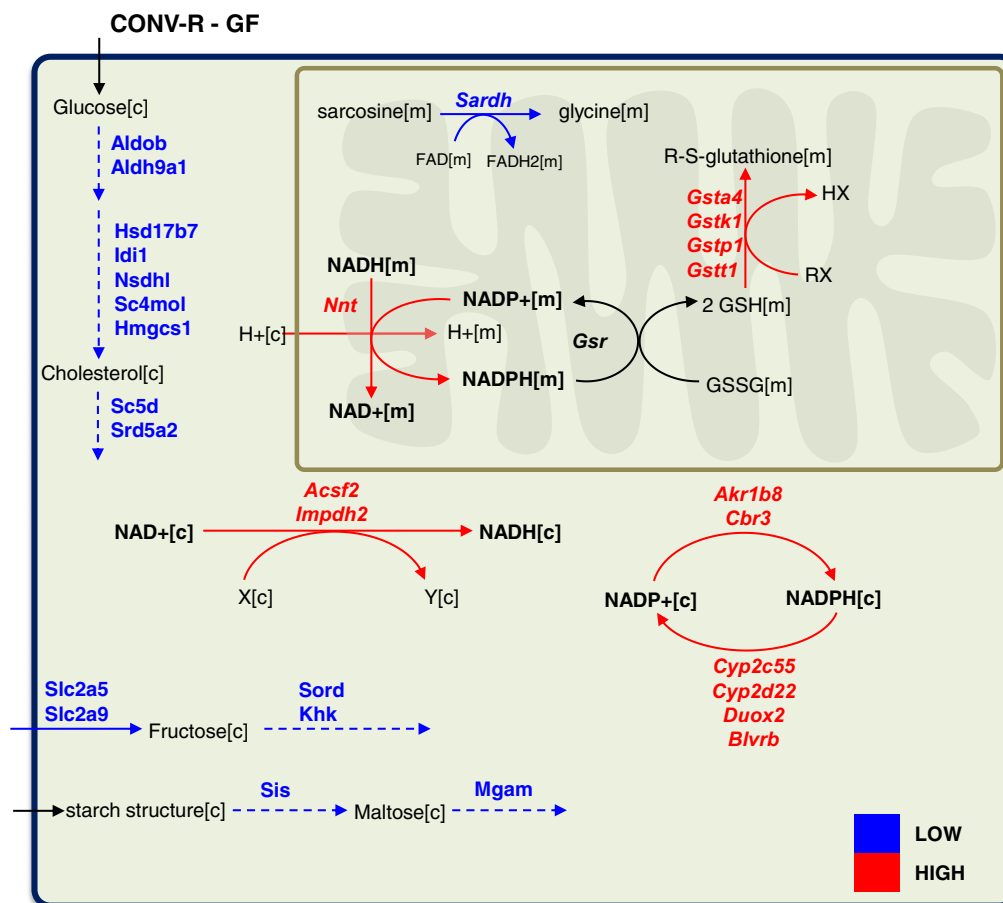 CONV-R - GF
Glucose[c]
Aldob
Aldh9a1
Hsd17b7
Idi1
Nsdhl
Sc4mol
Hmgcs1
Cholesterol[c]
Sc5d
Srd5a2
sarcosine[m]
Sardh
glycine[m]
FAD[m]
FADH2[m]
R-S-glutathione[m]
Gsta4
Gstk1
Gstp1
Gstt1
HX
RX
NADH[m]
Nnt
NADP+[m]
2 GSH[m]
H+[c]
H+[m]
Gsr
NADPH[m]
GSSG[m]
NAD+[m]
Acsf2
Impdh2
NAD+[c]
NADH[c]
X[c]
Y[c]
Akr1b8
Cbr3
NADP+[c]
NADPH[c]
Cyp2c55
Cyp2d22
Duox2
Blvrb
Slc2a5
Slc2a9
Fructose[c]
Sord
Khk
starch structure[c]
Sis
Maltose[c]
Mgam
LOW
HIGH